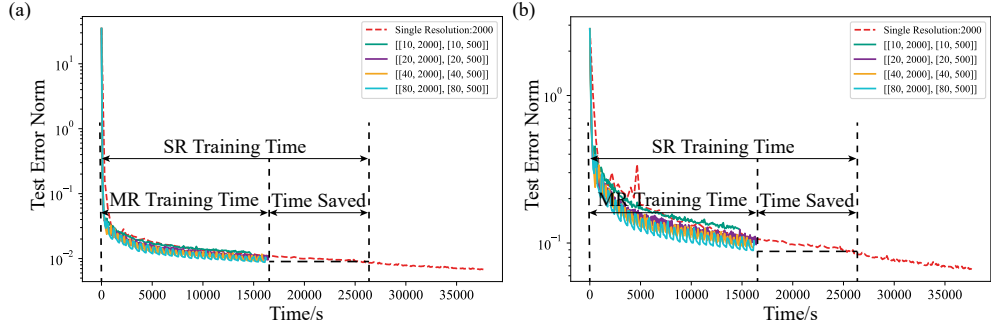 (a)
Test Error Norm
10¹
10⁰
10⁻¹
10⁻²
Single Resolution:2000
[[10, 2000], [10, 500]]
[[20, 2000], [20, 500]]
[[40, 2000], [40, 500]]
[[80, 2000], [80, 500]]
SR Training Time
MR Training Time
Time Saved
0 5000 10000 15000 20000 25000 30000 35000
Time/s
(b)
Test Error Norm
10⁰
10⁻¹
Single Resolution:2000
[[10, 2000], [10, 500]]
[[20, 2000], [20, 500]]
[[40, 2000], [40, 500]]
[[80, 2000], [80, 500]]
SR Training Time
MR Training Time
Time Saved
0 5000 10000 15000 20000 25000 30000 35000
Time/s